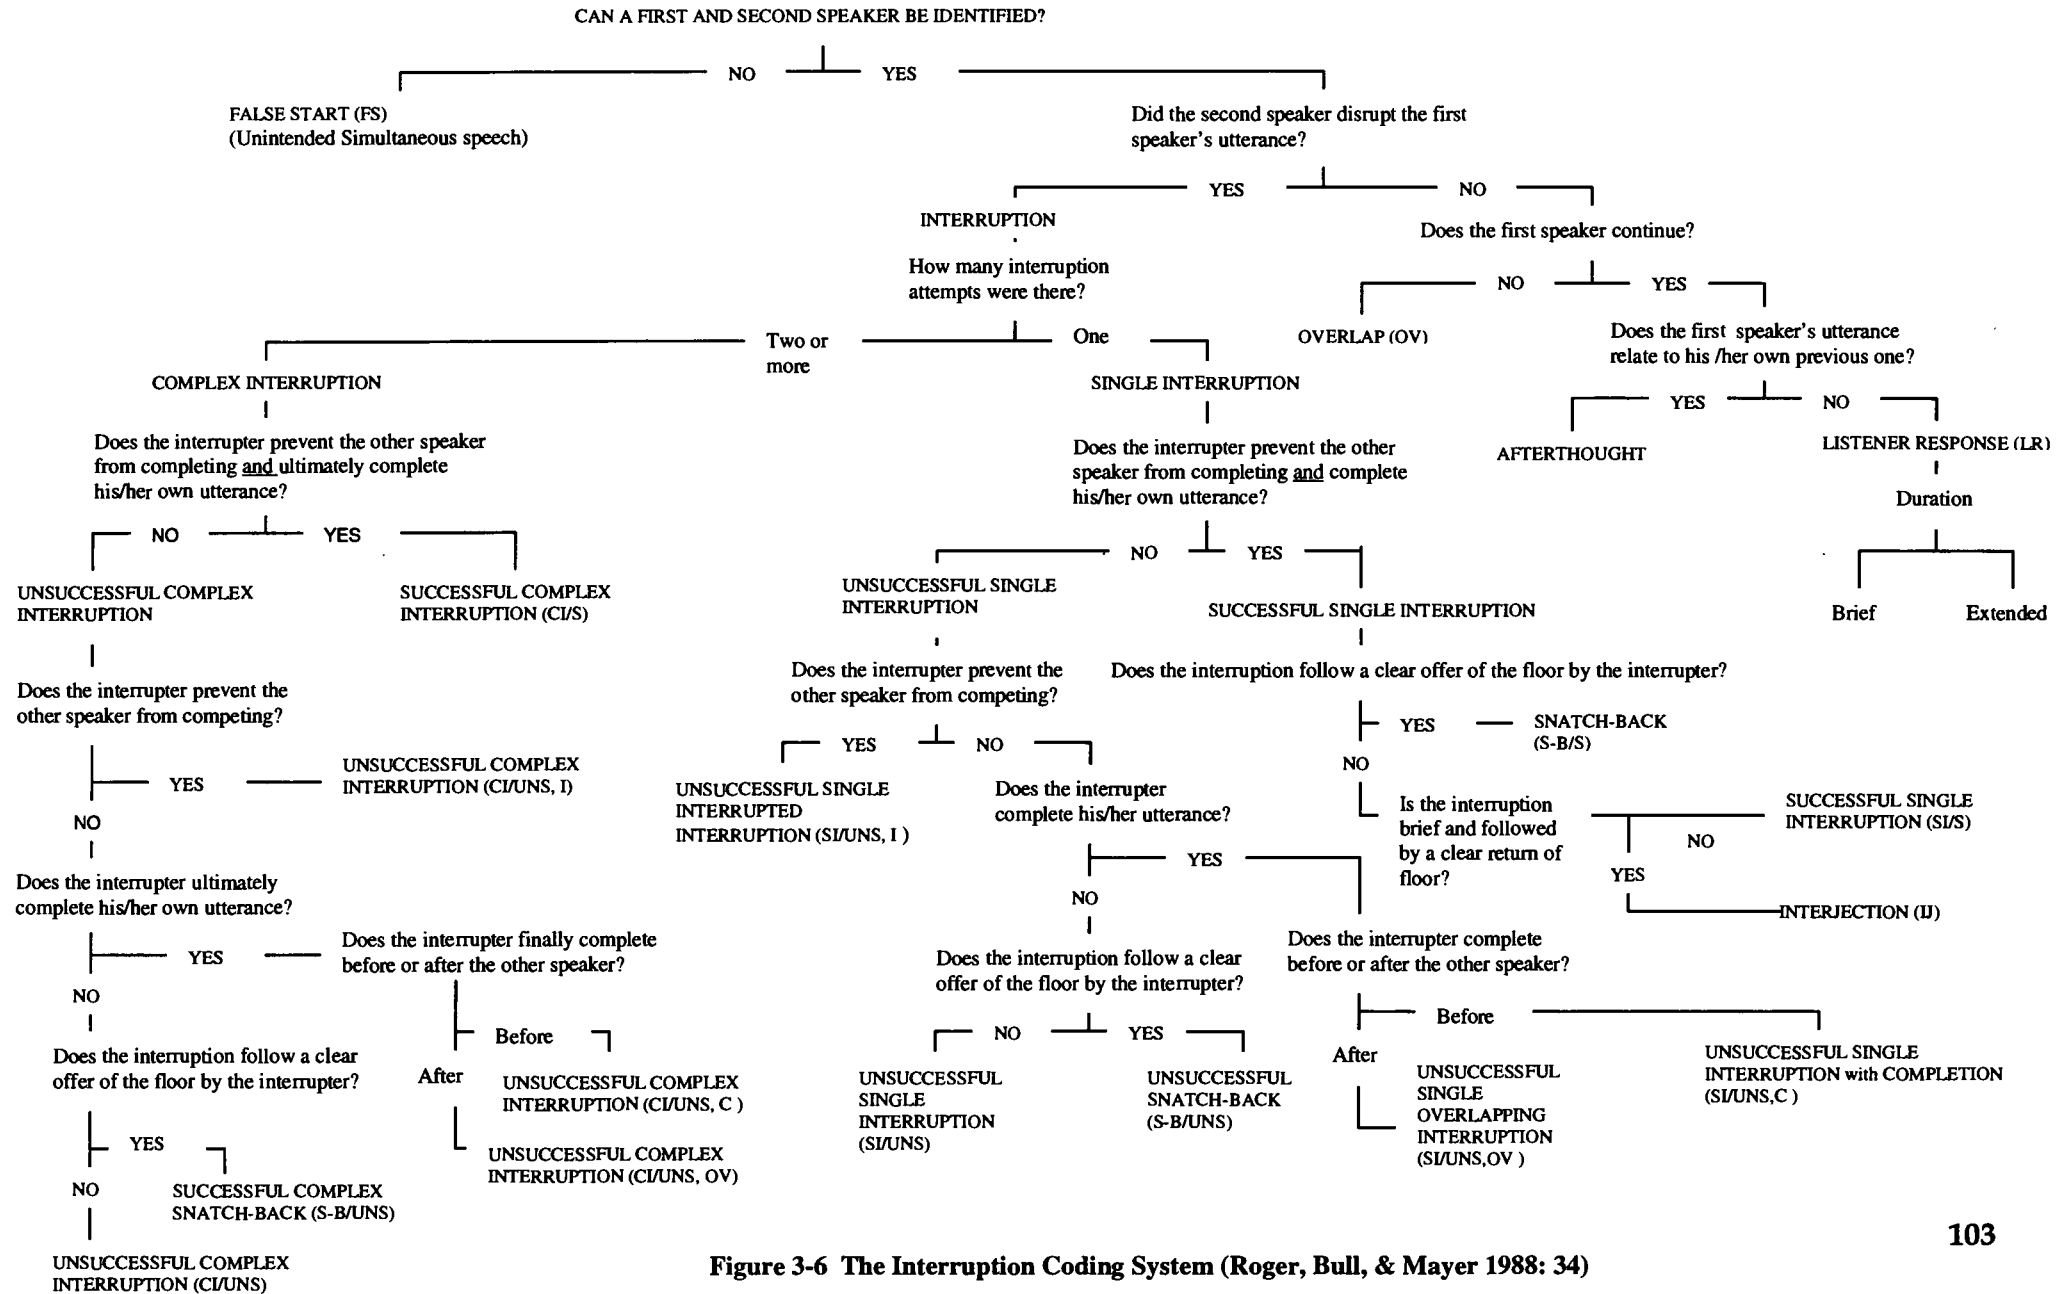 CAN A FIRST AND SECOND SPEAKER BE IDENTIFIED?
NO
YES
FALSE START (FS)
(Unintended Simultaneous speech)
Did the second speaker disrupt the first
speaker's utterance?
YES
NO
INTERRUPTION
How many interruption
attempts were there?
Does the first speaker continue?
NO
YES
OVERLAP (OV)
Does the first speaker's utterance
relate to his /her own previous one?
YES
NO
AFTERTHOUGHT
LISTENER RESPONSE (LR)
Duration
Brief
Extended
Two or
more
One
COMPLEX INTERRUPTION
Does the interrupter prevent the other speaker
from completing and ultimately complete
his/her own utterance?
NO
YES
UNSUCCESSFUL COMPLEX
INTERRUPTION
SUCCESSFUL COMPLEX
INTERRUPTION (CI/S)
Does the interrupter prevent the
other speaker from competing?
YES
UNSUCCESSFUL COMPLEX
INTERRUPTION (CI/UNS, I)
NO
Does the interrupter ultimately
complete his/her own utterance?
YES
Does the interrupter finally complete
before or after the other speaker?
Before
After
UNSUCCESSFUL COMPLEX
INTERRUPTION (CI/UNS, C )
UNSUCCESSFUL COMPLEX
INTERRUPTION (CI/UNS, OV)
NO
Does the interruption follow a clear
offer of the floor by the interrupter?
YES
NO
SUCCESSFUL COMPLEX
SNATCH-BACK (S-B/UNS)
UNSUCCESSFUL COMPLEX
INTERRUPTION (CI/UNS)
SINGLE INTERRUPTION
Does the interrupter prevent the other
speaker from completing and complete
his/her own utterance?
NO
YES
UNSUCCESSFUL SINGLE
INTERRUPTION
SUCCESSFUL SINGLE INTERRUPTION
Does the interrupter prevent the
other speaker from competing?
YES
NO
UNSUCCESSFUL SINGLE
INTERRUPTED
INTERRUPTION (SI/UNS, I )
Does the interrupter
complete his/her utterance?
YES
NO
Does the interruption follow a clear
offer of the floor by the interrupter?
NO
YES
UNSUCCESSFUL
SINGLE
INTERRUPTION
(SI/UNS)
UNSUCCESSFUL
SNATCH-BACK
(S-B/UNS)
Does the interrupter complete
before or after the other speaker?
Before
After
UNSUCCESSFUL
SINGLE
OVERLAPPING
INTERRUPTION
(SI/UNS,OV )
UNSUCCESSFUL SINGLE
INTERRUPTION with COMPLETION
(SI/UNS,C )
Does the interruption follow a clear offer of the floor by the interrupter?
YES
SNATCH-BACK
(S-B/S)
NO
Is the interruption
brief and followed
by a clear return of
floor?
NO
SUCCESSFUL SINGLE
INTERRUPTION (SI/S)
YES
INTERJECTION (IJ)
103
Figure 3-6 The Interruption Coding System (Roger, Bull, & Mayer 1988: 34)